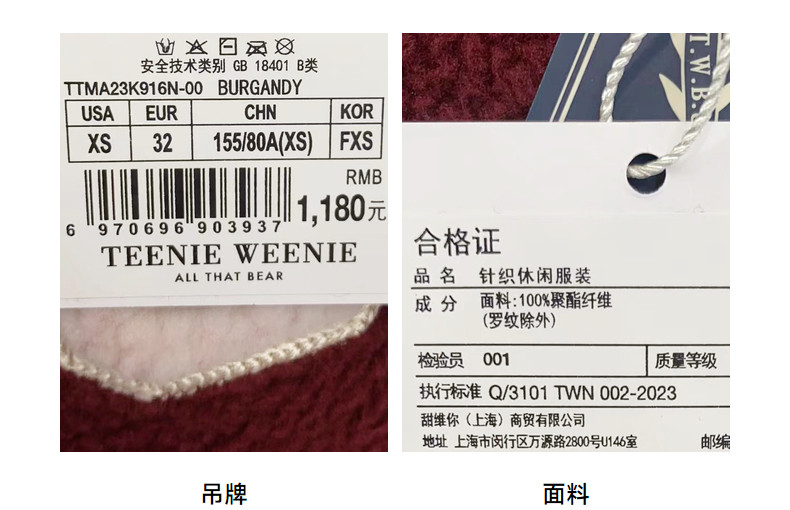 安全技术类别 GB 18401 B类
TTMA23K916N-00 BURGANDY
USA EUR CHN KOR
XS 32 155/80A(XS) FXS
RMB
1,180元
6 970696 903937
TEENIE WEENIE
ALL THAT BEAR
T.W.B.
合格证
品名 针织休闲服装
成分 面料:100%聚酯纤维
(罗纹除外)
检验员 001 质量等级
执行标准 Q/3101 TWN 002-2023
甜维你（上海）商贸有限公司
地址 上海市闵行区万源路2800号U146室 邮编
吊牌
面料